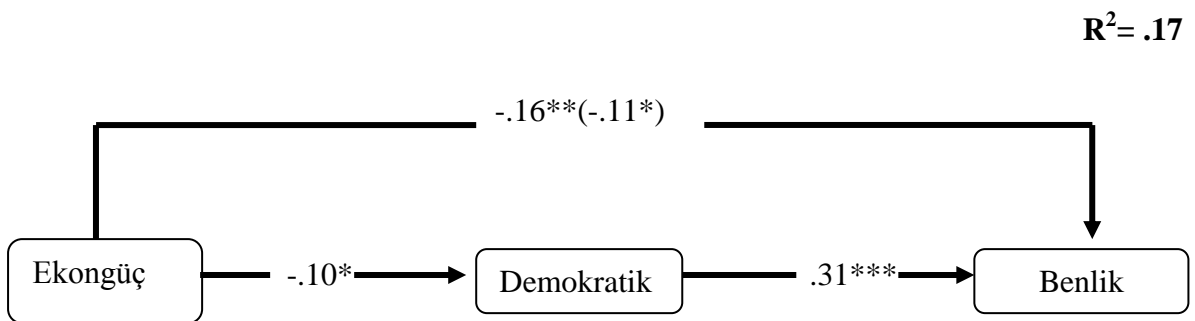 R²= .17
-.16**(-.11*)
Ekongüç -.10* Demokratik .31*** Benlik